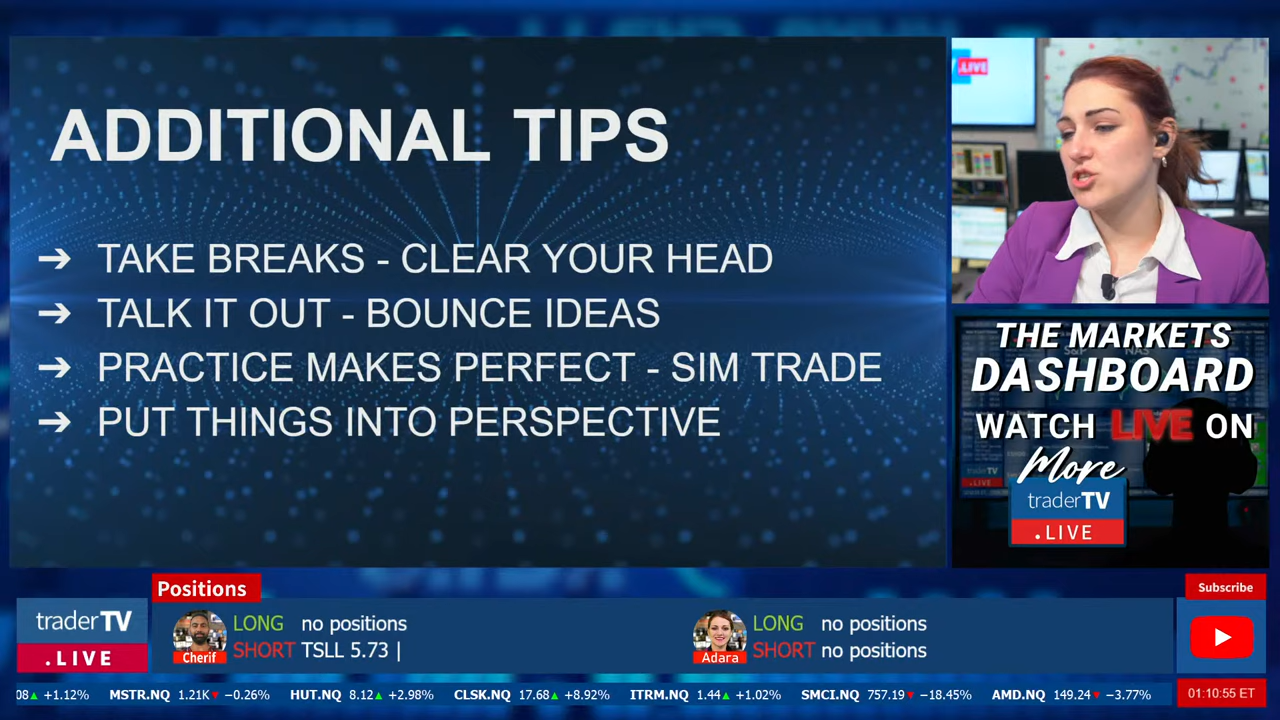 ADDITIONAL TIPS
➔ TAKE BREAKS - CLEAR YOUR HEAD
➔ TALK IT OUT - BOUNCE IDEAS
➔ PRACTICE MAKES PERFECT - SIM TRADE
➔ PUT THINGS INTO PERSPECTIVE
.LIVE
THE MARKETS
DASHBOARD
WATCH LIVE ON
More
traderTV
.LIVE
Positions
Subscribe
traderTV
.LIVE
Cherif
LONG no positions
SHORT TSLL 5.73 |
Adara
LONG no positions
SHORT no positions
08▲ +1.12% MSTR.NQ 1.21K▼ −0.26% HUT.NQ 8.12▲ +2.98% CLSK.NQ 17.68▲ +8.92% ITRM.NQ 1.44▲ +1.02% SMCI.NQ 757.19▼ −18.45% AMD.NQ 149.24▼ −3.77%
01:10:55 ET